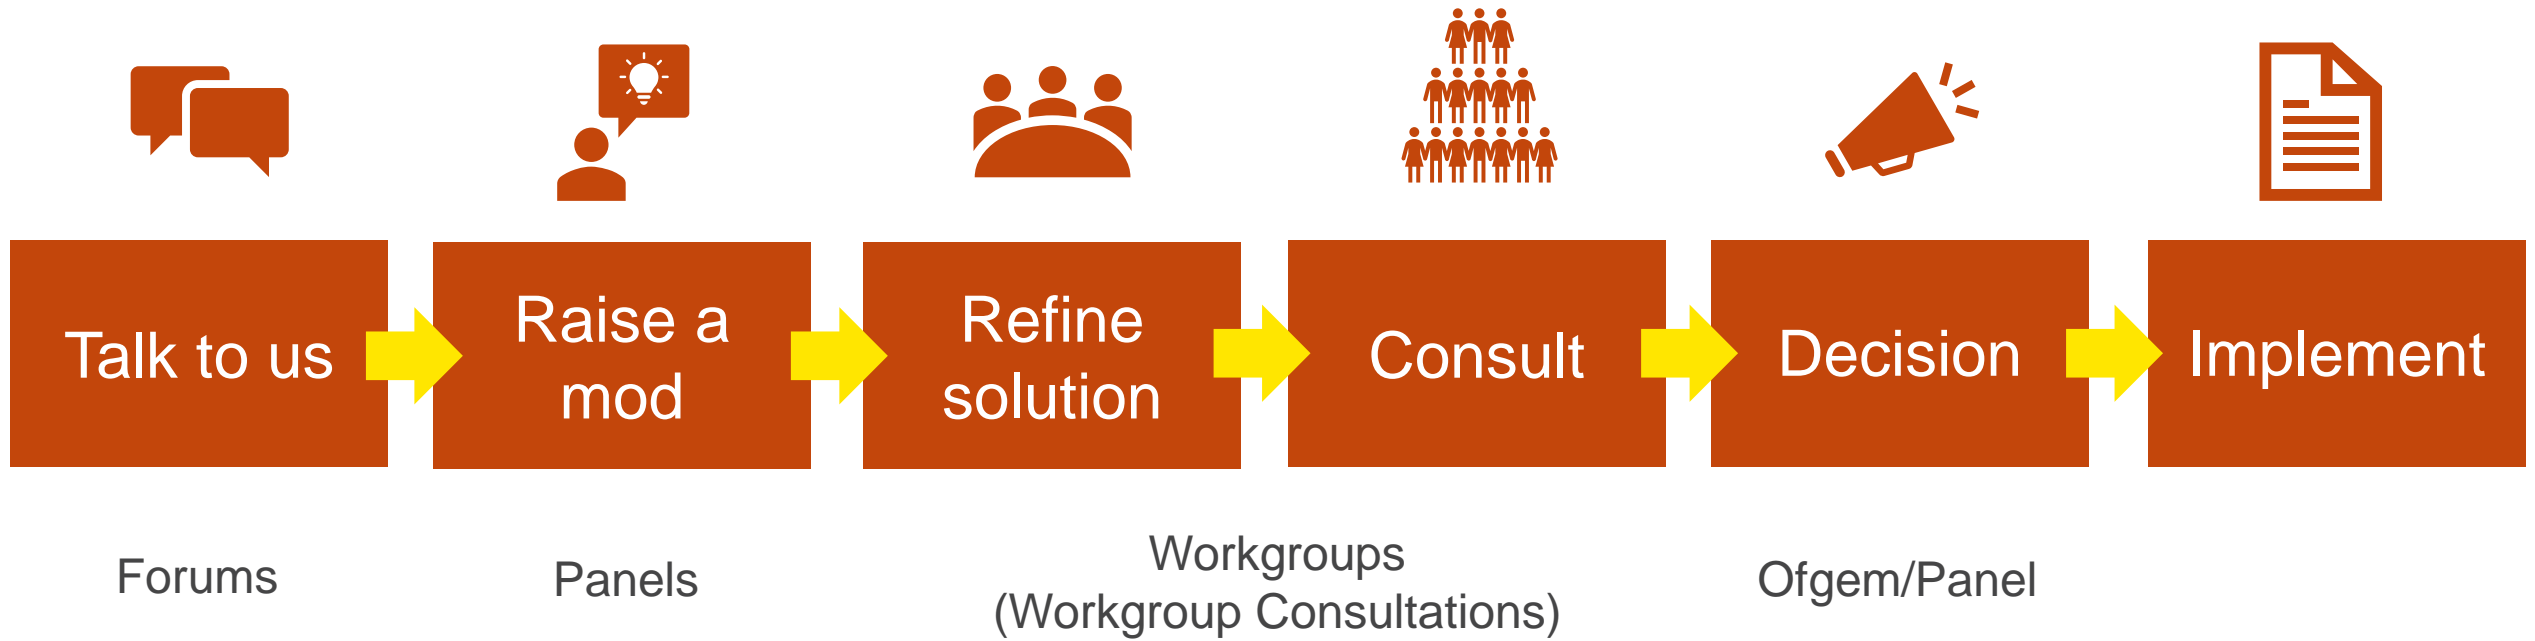 Talk to us
Raise a
mod
Refine
solution
Consult
Decision
Implement
Forums
Panels
Workgroups
(Workgroup Consultations)
Ofgem/Panel